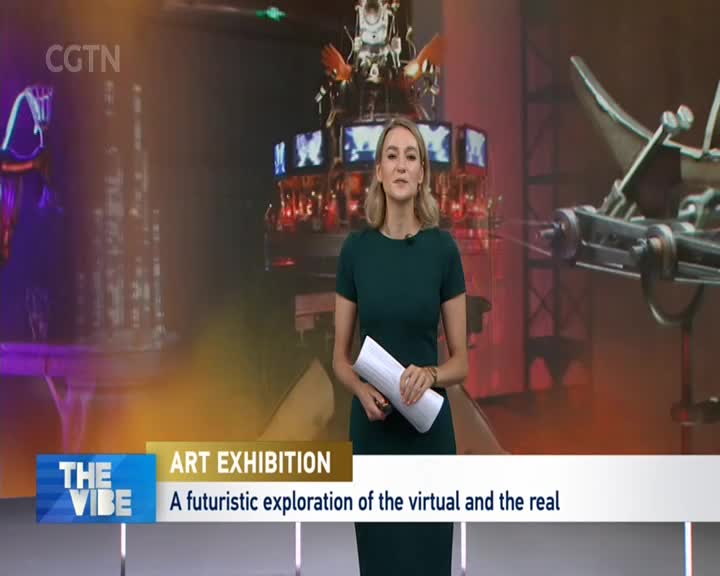 CGTN
ART EXHIBITION
THE
VIBE
A futuristic exploration of the virtual and the real